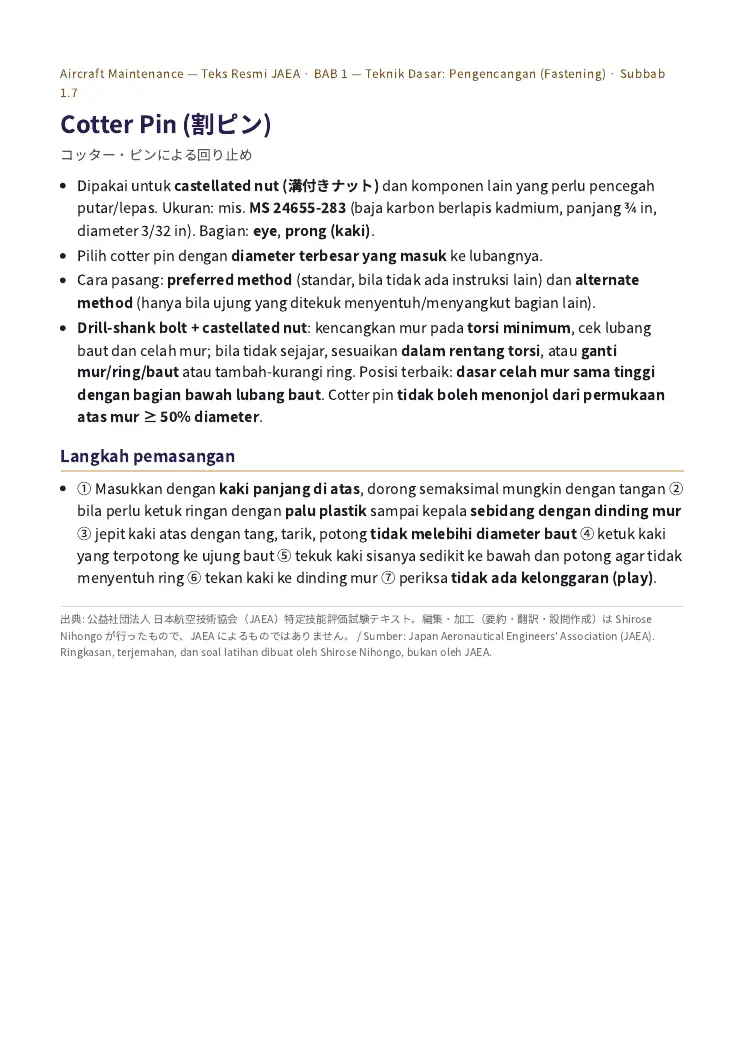 Aircraft Maintenance — Teks Resmi JAEA · BAB 1 — Teknik Dasar: Pengencangan (Fastening) · Subbab
1.7
Cotter Pin (割ピン)
コッター・ピンによる回り止め
• Dipakai untuk castellated nut (溝付きナット) dan komponen lain yang perlu pencegah
putar/lepas. Ukuran: mis. MS 24655-283 (baja karbon berlapis kadmium, panjang ¾ in,
diameter 3/32 in). Bagian: eye, prong (kaki).
• Pilih cotter pin dengan diameter terbesar yang masuk ke lubangnya.
• Cara pasang: preferred method (standar, bila tidak ada instruksi lain) dan alternate
method (hanya bila ujung yang ditekuk menyentuh/menyangkut bagian lain).
• Drill-shank bolt + castellated nut: kencangkan mur pada torsi minimum, cek lubang
baut dan celah mur; bila tidak sejajar, sesuaikan dalam rentang torsi, atau ganti
mur/ring/baut atau tambah-kurangi ring. Posisi terbaik: dasar celah mur sama tinggi
dengan bagian bawah lubang baut. Cotter pin tidak boleh menonjol dari permukaan
atas mur ≥ 50% diameter.
Langkah pemasangan
• ① Masukkan dengan kaki panjang di atas, dorong semaksimal mungkin dengan tangan ②
bila perlu ketuk ringan dengan palu plastik sampai kepala sebidang dengan dinding mur
③ jepit kaki atas dengan tang, tarik, potong tidak melebihi diameter baut ④ ketuk kaki
yang terpotong ke ujung baut ⑤ tekuk kaki sisanya sedikit ke bawah dan potong agar tidak
menyentuh ring ⑥ tekan kaki ke dinding mur ⑦ periksa tidak ada kelonggaran (play).
出典: 公益社団法人 日本航空技術協会（JAEA）特定技能評価試験テキスト。編集・加工（要約・翻訳・設問作成）は Shirose
Nihongo が行ったもので、JAEA によるものではありません。 / Sumber: Japan Aeronautical Engineers' Association (JAEA).
Ringkasan, terjemahan, dan soal latihan dibuat oleh Shirose Nihongo, bukan oleh JAEA.